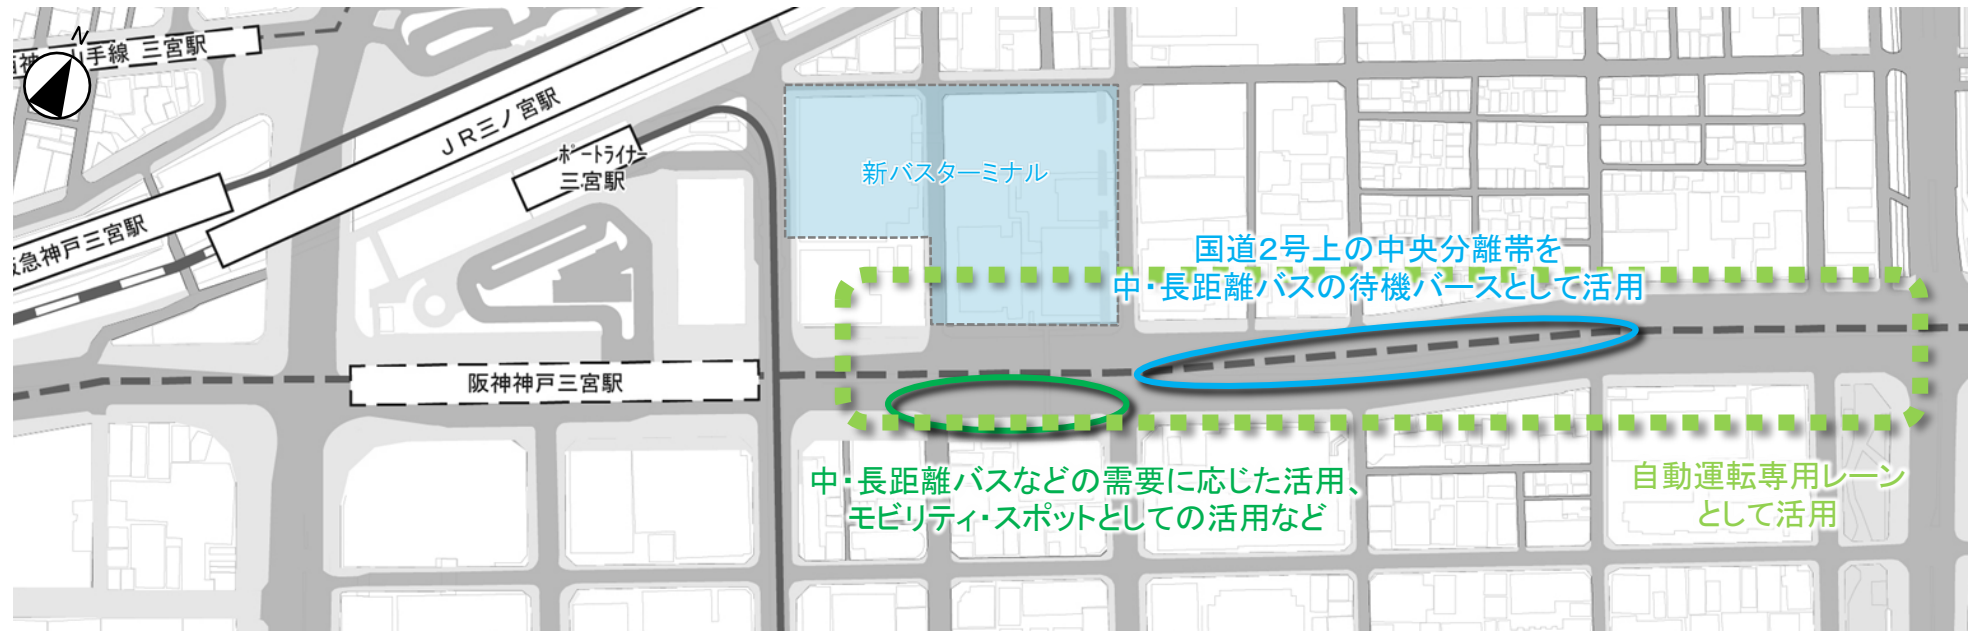 N
山手線 三宮駅
JR三ノ宮駅
ポートライナー
三宮駅
急神戸三宮駅
新バスターミナル
国道2号上の中央分離帯を
中・長距離バスの待機バースとして活用
阪神神戸三宮駅
中・長距離バスなどの需要に応じた活用、
モビリティ・スポットとしての活用など
自動運転専用レーン
として活用